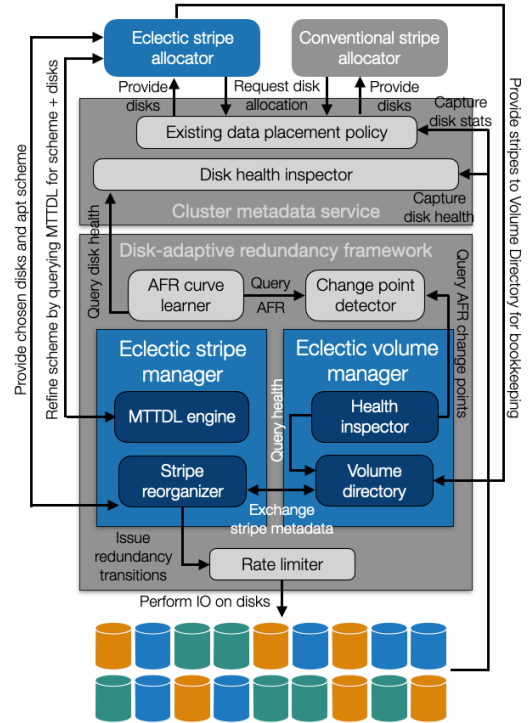 Eclectic stripe
allocator
Conventional stripe
allocator
Provide
disks
Request disk
allocation
Provide
disks
Capture
disk stats
Existing data placement policy
Disk health inspector
Capture
disk health
Cluster metadata service
Provide chosen disks and apt scheme
Refine scheme by querying MTTDL for scheme + disks
Provide stripes to Volume Directory for bookkeeping
Query disk health
Disk-adaptive redundancy framework
AFR curve
learner
Query
AFR
Change point
detector
Query AFR change
points
Eclectic stripe
manager
Eclectic volume
manager
MTTDL engine
Health
inspector
Query health
Stripe
reorganizer
Volume
directory
Exchange
stripe metadata
Issue
redundancy
transitions
Rate limiter
Perform IO on disks